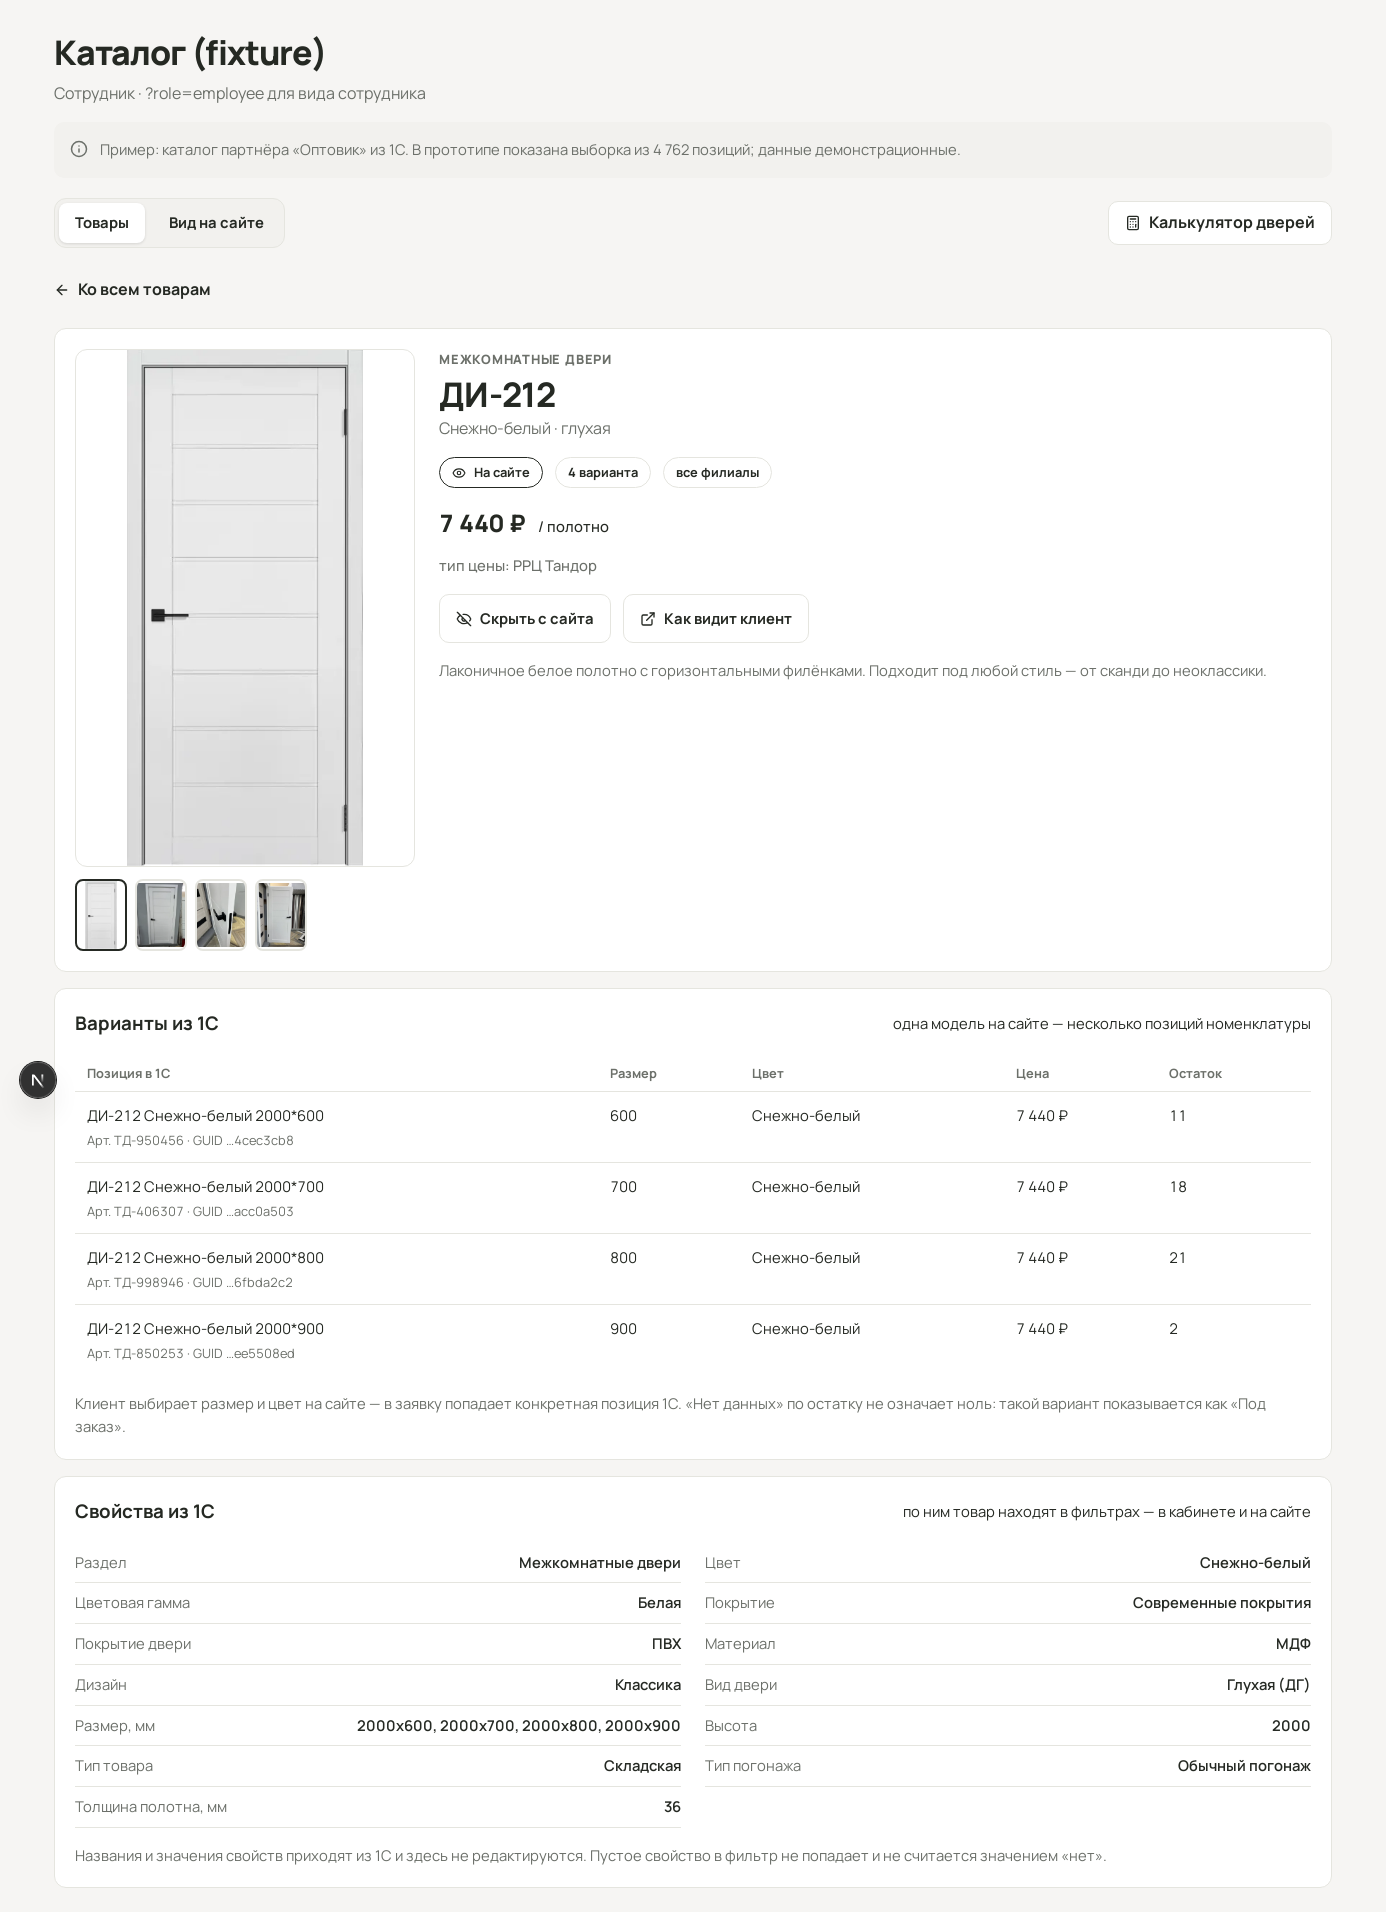 Каталог (fixture)
Сотрудник · ?role=employee для вида сотрудника
Пример: каталог партнёра «Оптовик» из 1С. В прототипе показана выборка из 4 762 позиций; данные демонстрационные.
Товары
Вид на сайте
Калькулятор дверей
Ко всем товарам
МЕЖКОМНАТНЫЕ ДВЕРИ
ДИ-212
Снежно-белый · глухая
На сайте
4 варианта
все филиалы
7 440 ₽ / полотно
тип цены: РРЦ Тандор
Скрыть с сайта
Как видит клиент
Лаконичное белое полотно с горизонтальными филёнками. Подходит под любой стиль — от сканди до неоклассики.
Варианты из 1С
одна модель на сайте — несколько позиций номенклатуры
Позиция в 1С Размер Цвет Цена Остаток
ДИ-212 Снежно-белый 2000*600 600 Снежно-белый 7 440 ₽ 11
Арт. ТД-950456 · GUID …4cec3cb8
ДИ-212 Снежно-белый 2000*700 700 Снежно-белый 7 440 ₽ 18
Арт. ТД-406307 · GUID …acc0a503
ДИ-212 Снежно-белый 2000*800 800 Снежно-белый 7 440 ₽ 21
Арт. ТД-998946 · GUID …6fbda2c2
ДИ-212 Снежно-белый 2000*900 900 Снежно-белый 7 440 ₽ 2
Арт. ТД-850253 · GUID …ee5508ed
Клиент выбирает размер и цвет на сайте — в заявку попадает конкретная позиция 1С. «Нет данных» по остатку не означает ноль: такой вариант показывается как «Под
заказ».
Свойства из 1С
по ним товар находят в фильтрах — в кабинете и на сайте
Раздел Межкомнатные двери
Цвет Снежно-белый
Цветовая гамма Белая
Покрытие Современные покрытия
Покрытие двери ПВХ
Материал МДФ
Дизайн Классика
Вид двери Глухая (ДГ)
Размер, мм 2000х600, 2000х700, 2000х800, 2000х900
Высота 2000
Тип товара Складская
Тип погонажа Обычный погонаж
Толщина полотна, мм 36
Названия и значения свойств приходят из 1С и здесь не редактируются. Пустое свойство в фильтр не попадает и не считается значением «нет».